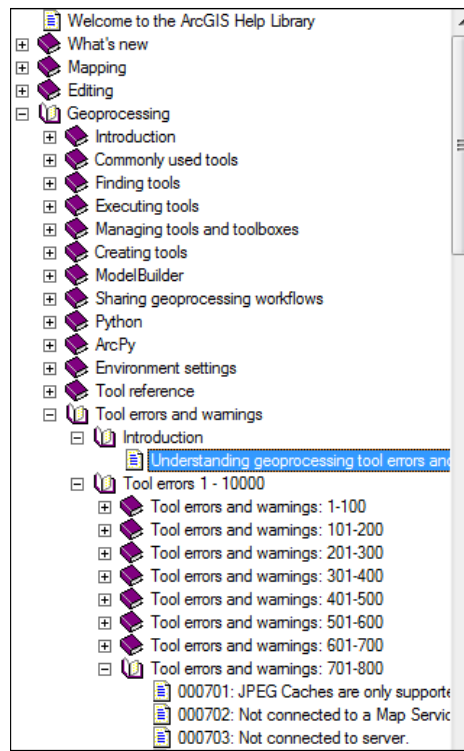 Welcome to the ArcGIS Help Library
What's new
Mapping
Editing
Geoprocessing
Introduction
Commonly used tools
Finding tools
Executing tools
Managing tools and toolboxes
Creating tools
ModelBuilder
Sharing geoprocessing workflows
Python
ArcPy
Environment settings
Tool reference
Tool errors and warnings
Introduction
Understanding geoprocessing tool errors and
Tool errors 1 - 10000
Tool errors and warnings: 1-100
Tool errors and warnings: 101-200
Tool errors and warnings: 201-300
Tool errors and warnings: 301-400
Tool errors and warnings: 401-500
Tool errors and warnings: 501-600
Tool errors and warnings: 601-700
Tool errors and warnings: 701-800
000701: JPEG Caches are only supporte
000702: Not connected to a Map Servic
000703: Not connected to server.